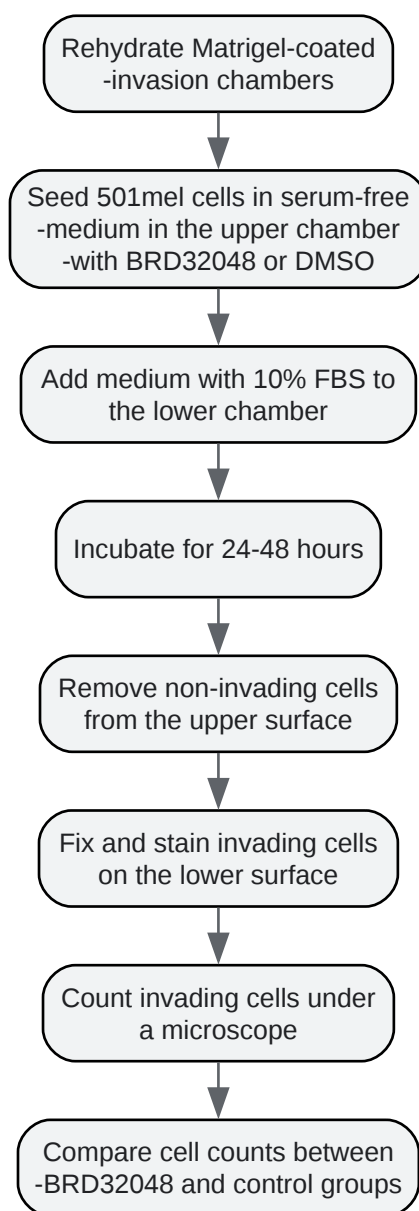 Rehydrate Matrigel-coated
-invasion chambers
Seed 501mel cells in serum-free
-medium in the upper chamber
-with BRD32048 or DMSO
Add medium with 10% FBS to
the lower chamber
Incubate for 24-48 hours
Remove non-invading cells
from the upper surface
Fix and stain invading cells
on the lower surface
Count invading cells under
a microscope
Compare cell counts between
-BRD32048 and control groups